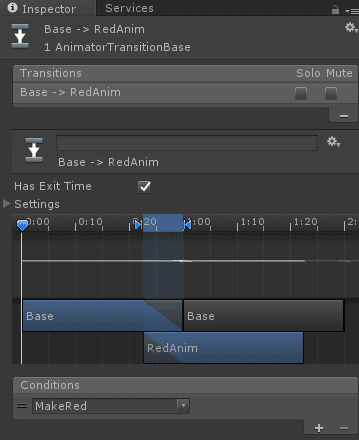 Inspector Services
Base -> RedAnim
1 AnimatorTransitionBase
Transitions Solo Mute
Base -> RedAnim
Base -> RedAnim
Has Exit Time
Settings
0:00 0:10 0:20 1:00 1:10 1:20 2:
Base Base
RedAnim
Conditions
MakeRed